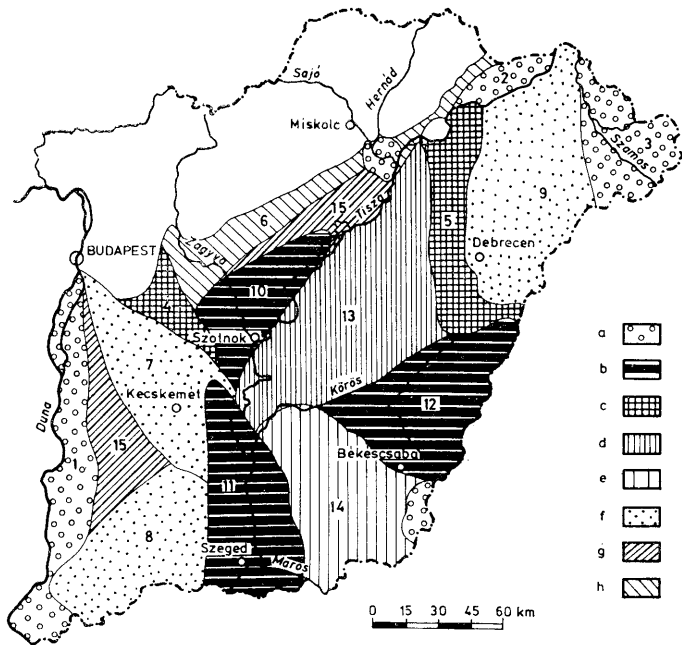 Sajó
Hernád
Miskolc
2
Szamos
3
Tisza
15
6
9
5
Zagyva
Debrecen
BUDAPEST
10
4
13
Szolnok
7
Kecskemét
Körös
12
Duna
15
1
Békéscsaba
11
14
8
Szeged
Maros
a
b
c
d
e
f
g
h
0 15 30 45 60 km